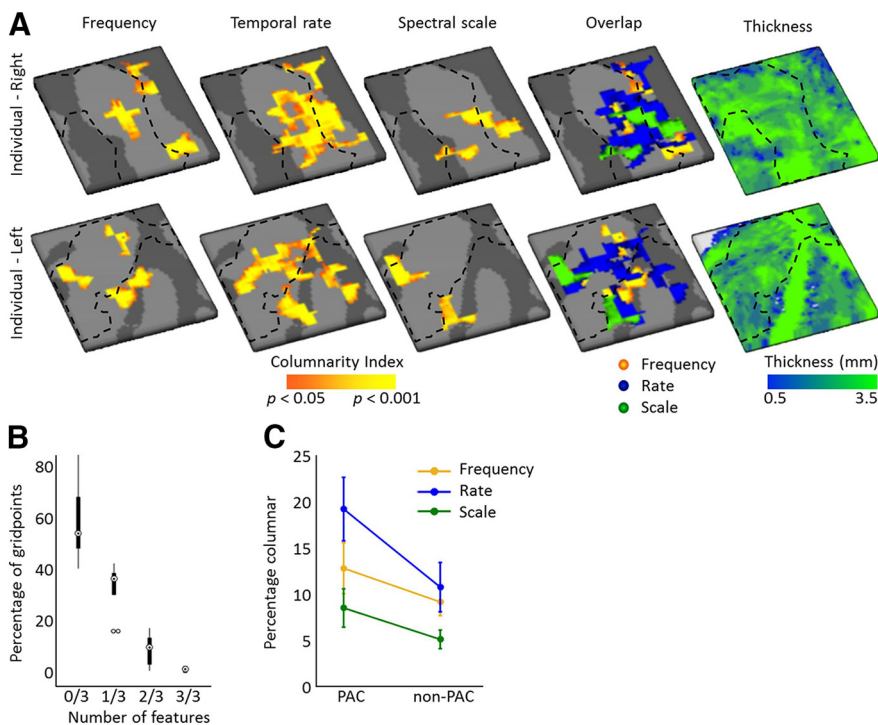 A
Frequency
Temporal rate
Spectral scale
Overlap
Thickness
Individual - Right
Individual - Left
Columnarity Index
p < 0.05 p < 0.001
Frequency
Rate
Scale
Thickness (mm)
0.5 3.5
B
Percentage of gridpoints
80
60
40
20
0
0/3 1/3 2/3 3/3
Number of features
C
Percentage columnar
25
20
15
10
5
0
PAC non-PAC
Frequency
Rate
Scale